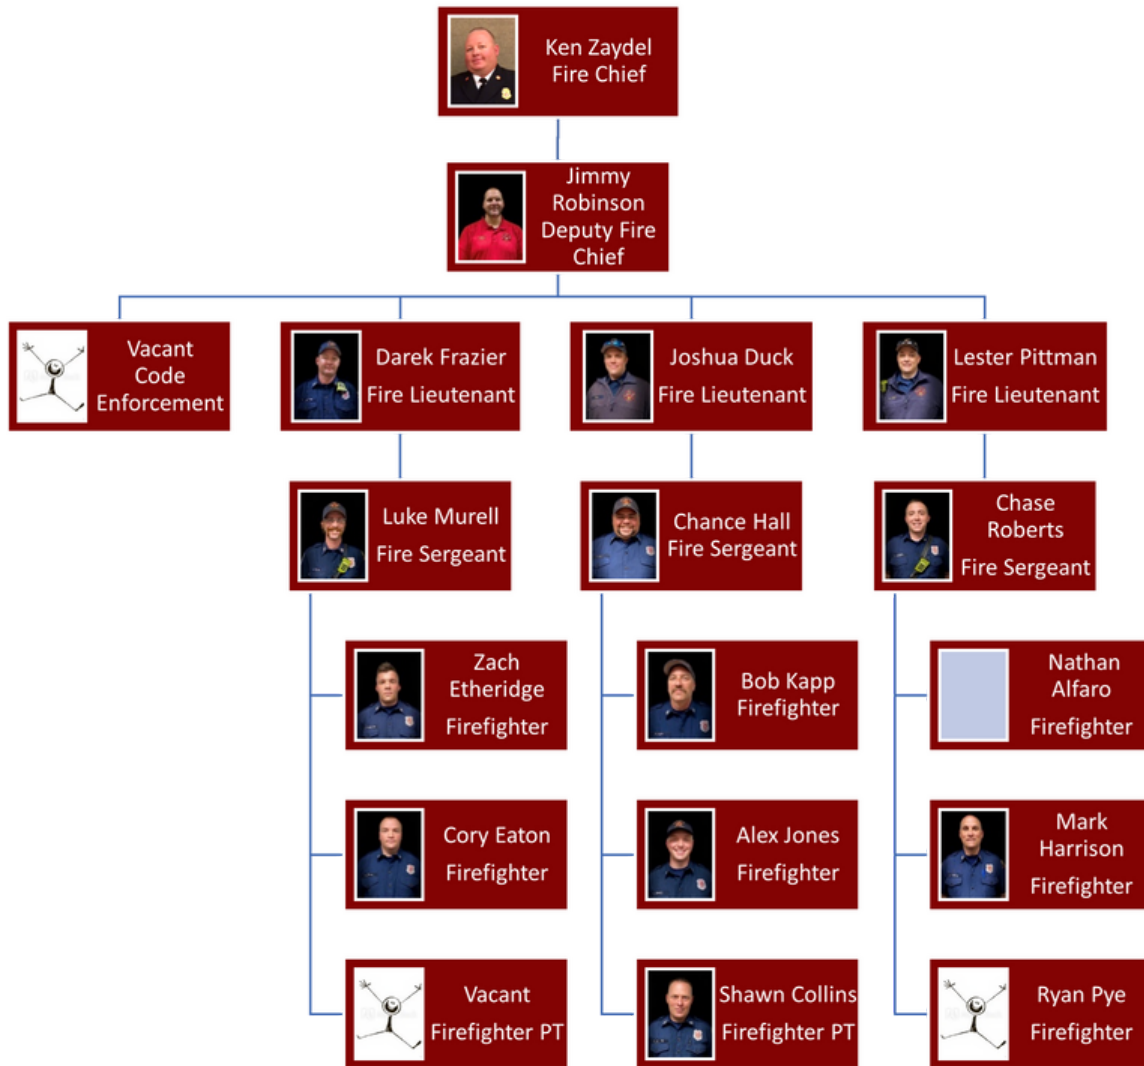 Ken Zaydel
Fire Chief
Jimmy
Robinson
Deputy Fire
Chief
Vacant
Code
Enforcement
Darek Frazier
Fire Lieutenant
Joshua Duck
Fire Lieutenant
Lester Pittman
Fire Lieutenant
Luke Murell
Fire Sergeant
Chance Hall
Fire Sergeant
Chase
Roberts
Fire Sergeant
Zach
Etheridge
Firefighter
Bob Kapp
Firefighter
Nathan
Alfaro
Firefighter
Cory Eaton
Firefighter
Alex Jones
Firefighter
Mark
Harrison
Firefighter
Vacant
Firefighter PT
Shawn Collins
Firefighter PT
Ryan Pye
Firefighter